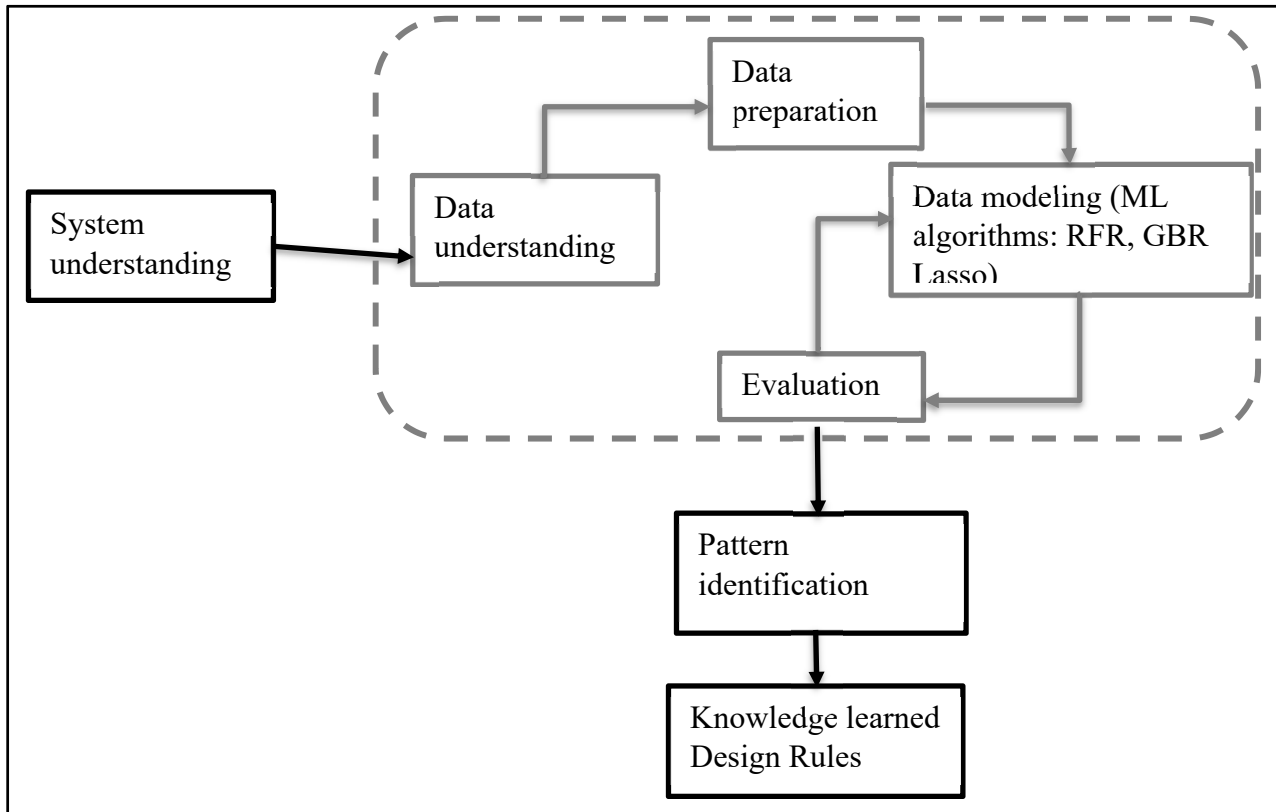 Data
preparation
Data modeling (ML
algorithms: RFR, GBR
Lasso)
System
understanding
Data
understanding
Evaluation
Pattern
identification
Knowledge learned
Design Rules